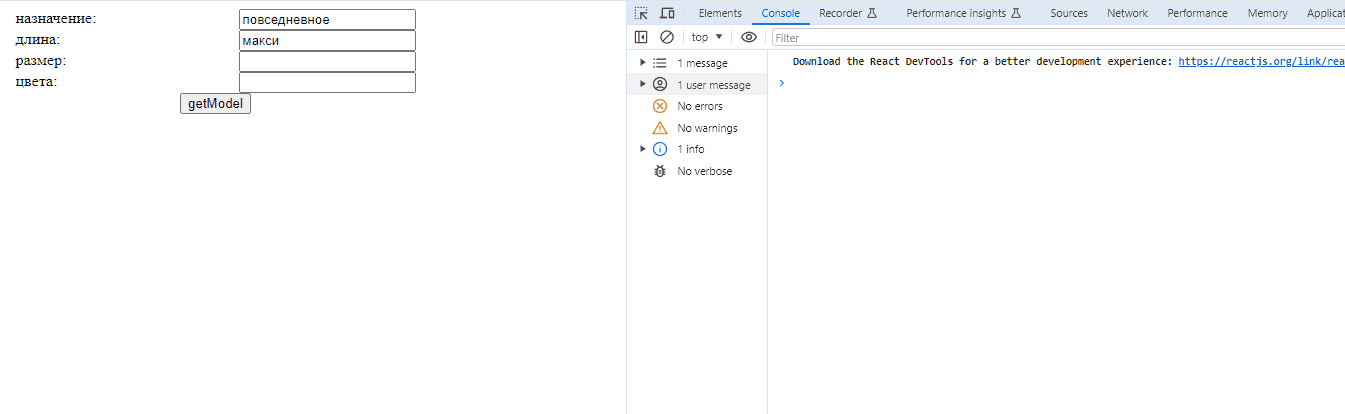 назначение: повседневное
длина: макси
размер:
цвета:
getModel
Elements Console Recorder Performance insights Sources Network Performance Memory Applicat
top Filter
1 message
1 user message
No errors
No warnings
1 info
No verbose
Download the React DevTools for a better development experience: https://reactjs.org/link/rea